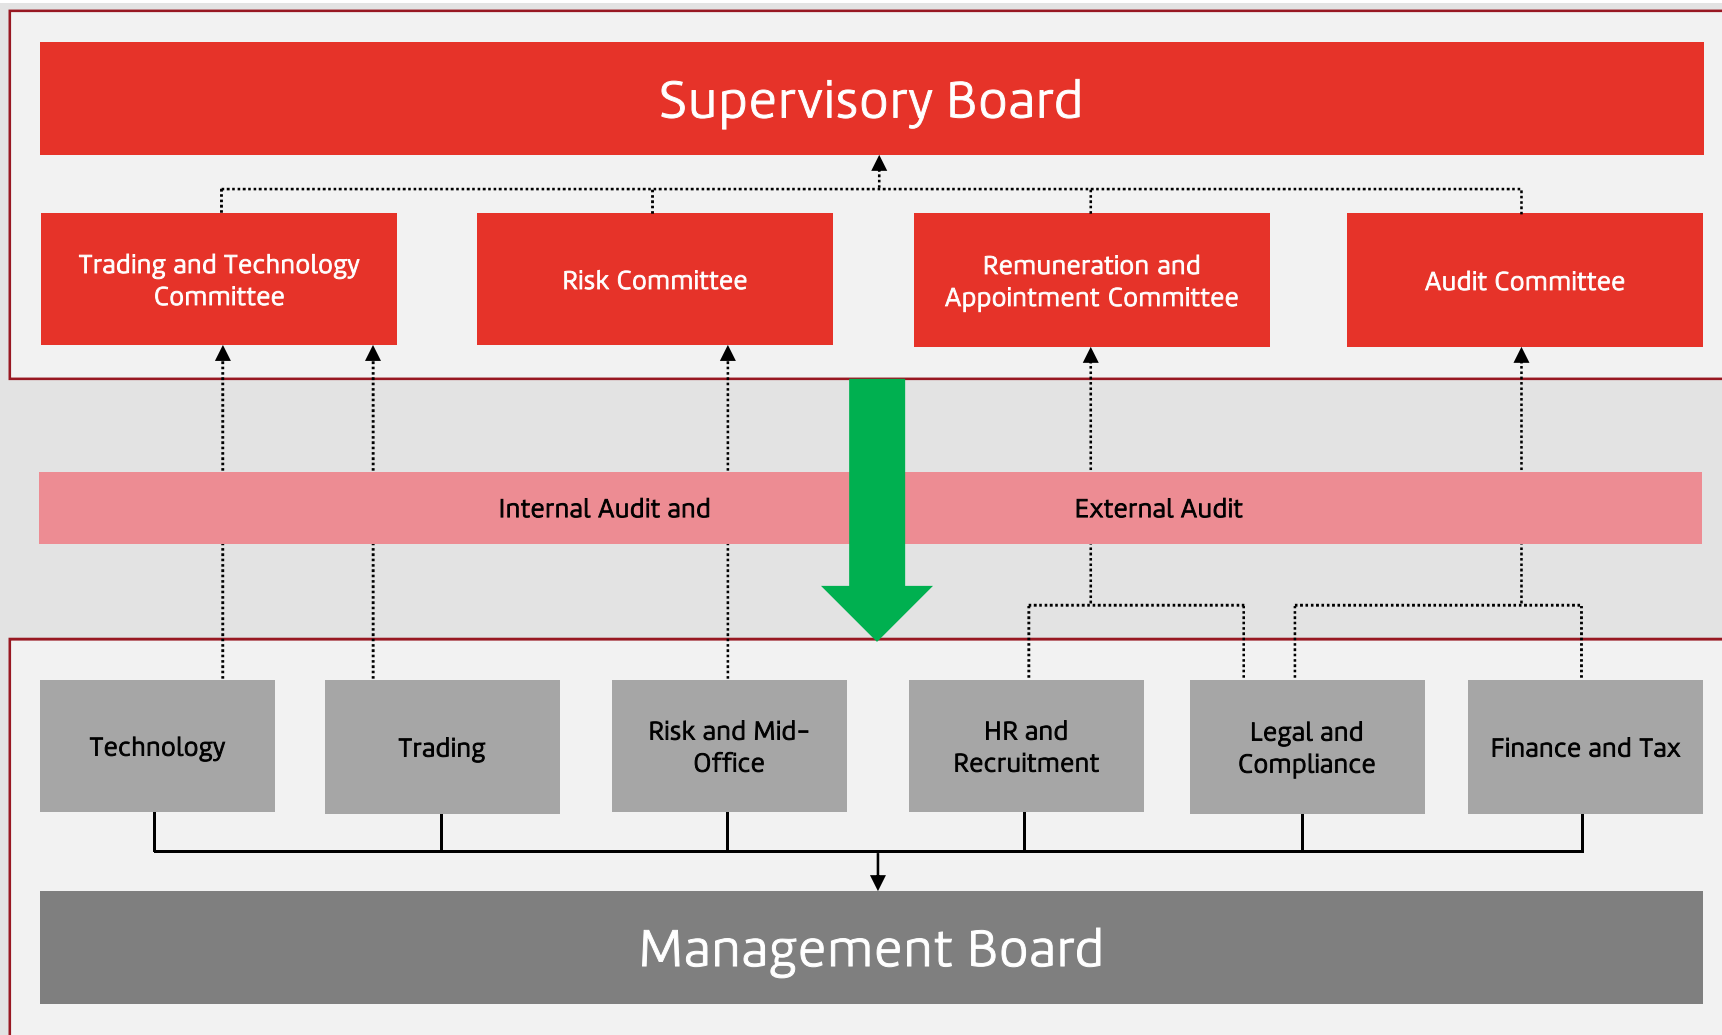 Supervisory Board
Trading and Technology
Committee
Risk Committee
Remuneration and
Appointment Committee
Audit Committee
Internal Audit and External Audit
Technology
Trading
Risk and Mid-
Office
HR and
Recruitment
Legal and
Compliance
Finance and Tax
Management Board